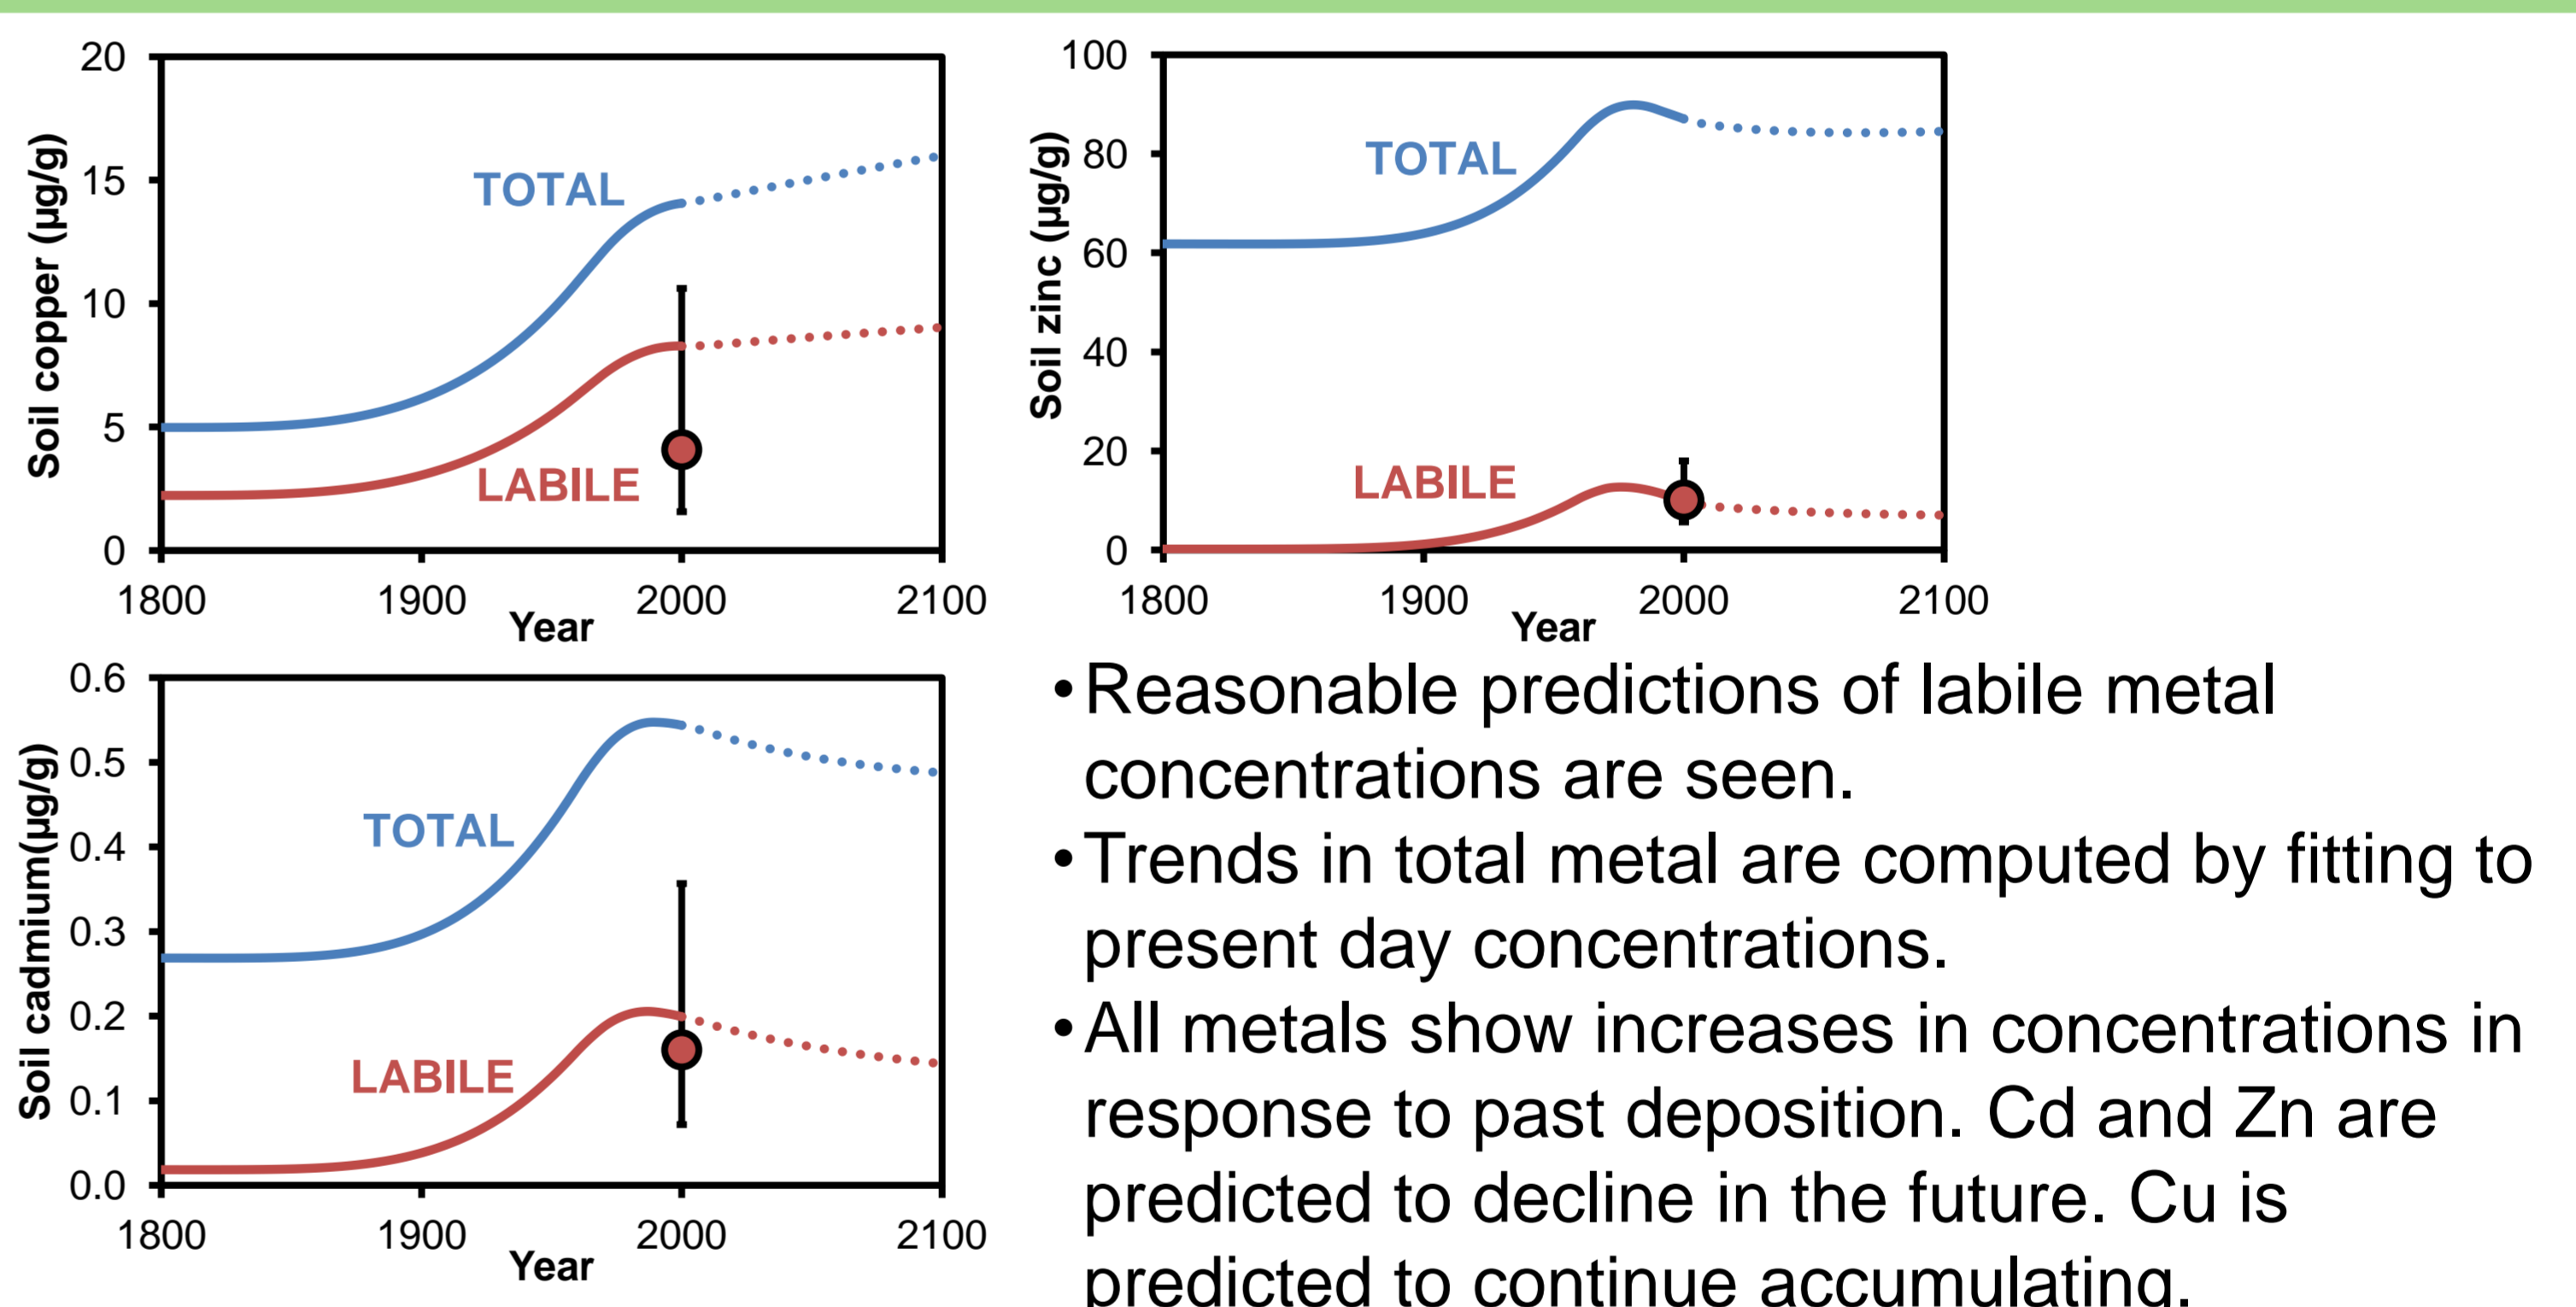 20
15
10
5
0
Soil copper (µg/g)
TOTAL
LABILE
1800 1900 2000 2100
Year
100
80
60
40
20
0
Soil zinc (µg/g)
TOTAL
LABILE
1800 1900 2000 2100
Year
0.6
0.5
0.4
0.3
0.2
0.1
0.0
Soil cadmium(µg/g)
TOTAL
LABILE
1800 1900 2000 2100
Year
•Reasonable predictions of labile metal
concentrations are seen.
•Trends in total metal are computed by fitting to
present day concentrations.
•All metals show increases in concentrations in
response to past deposition. Cd and Zn are
predicted to decline in the future. Cu is
predicted to continue accumulating.